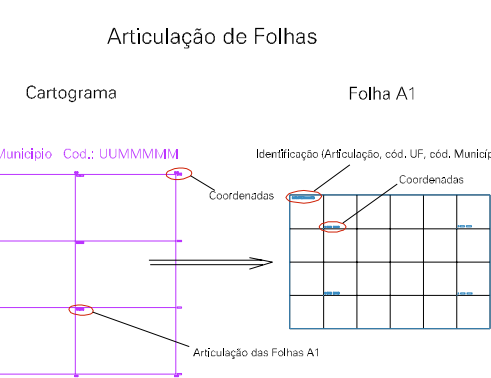 Articulação de Folhas
Cartograma
Folha A1
Municipio Cod.: UUMMMMM
Identificação (Articulação, cód. UF, cód. Municíp
Coordenadas
Coordenadas
Articulação das Folhas A1